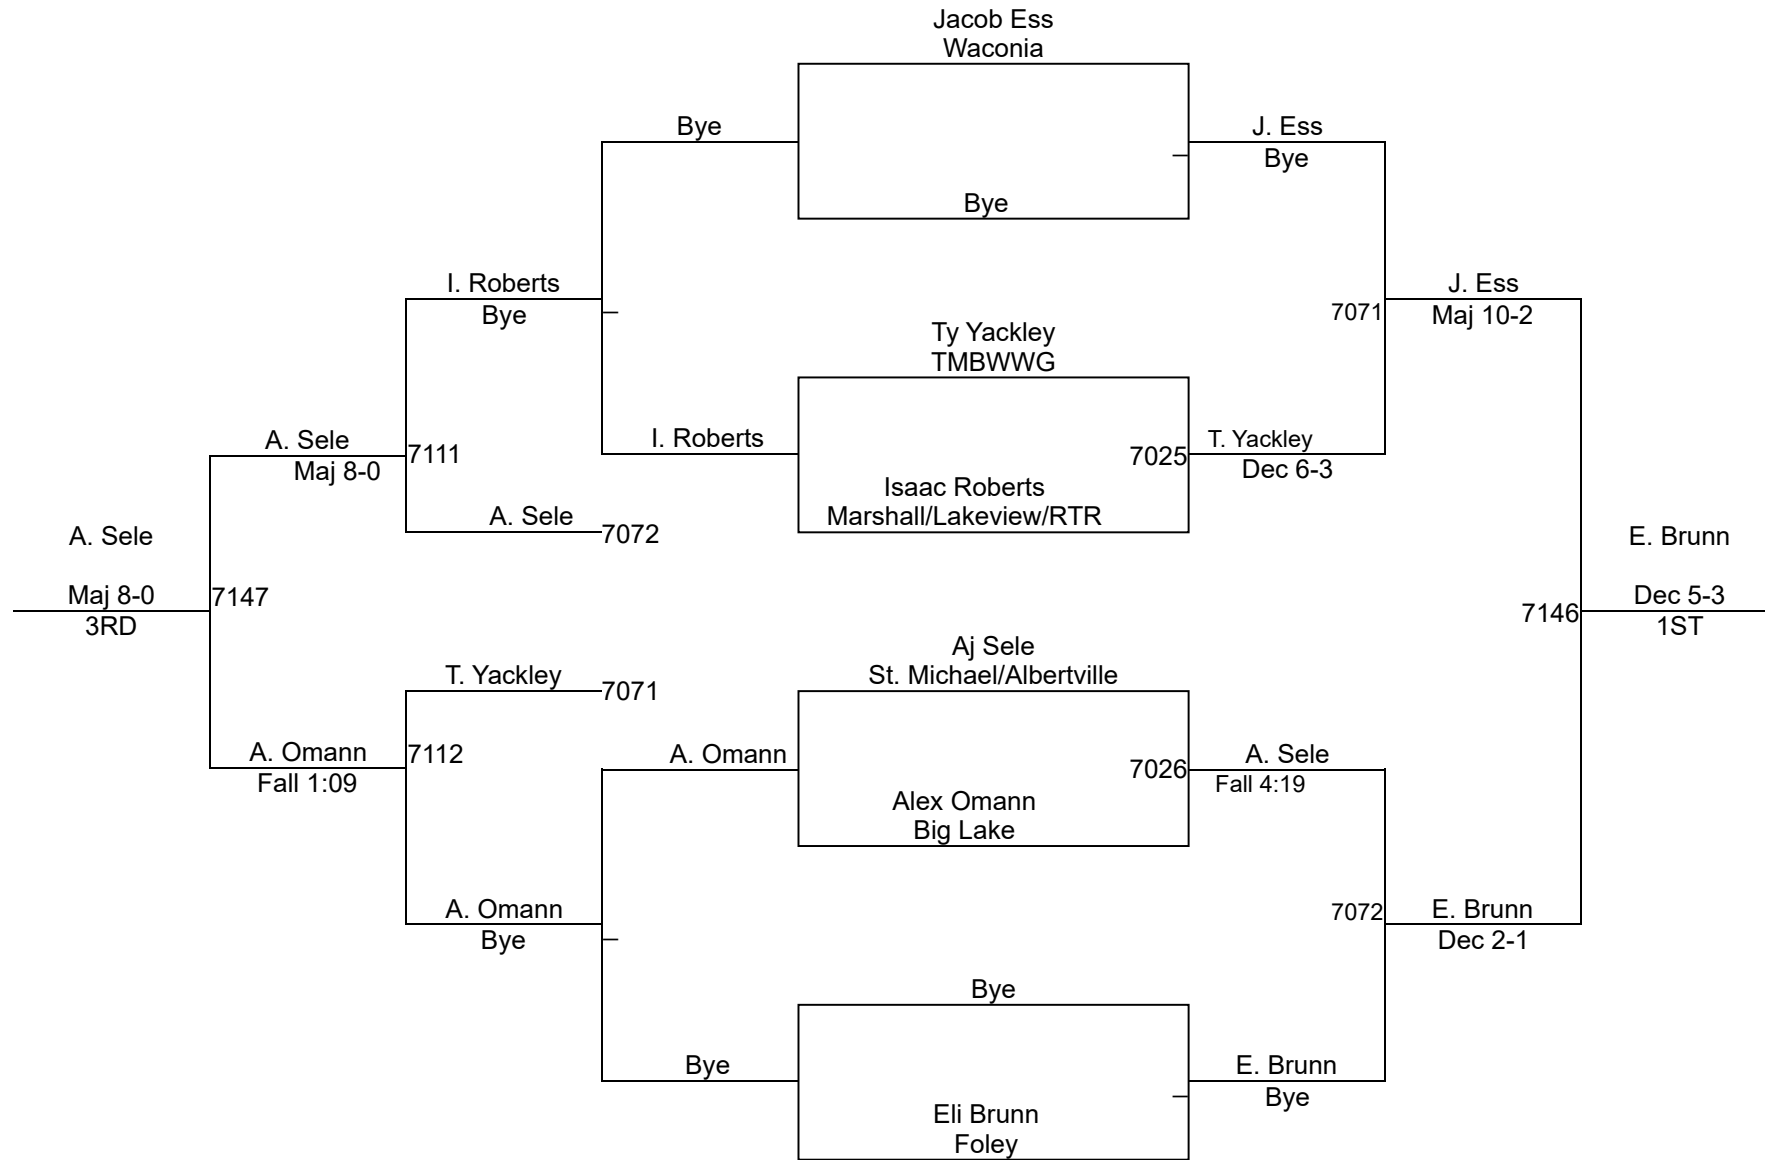 Jacob Ess
Waconia
Bye
J. Ess
Bye
Bye
I. Roberts
Bye
7071
J. Ess
Maj 10-2
Ty Yackley
TMBWWG
A. Sele
Maj 8-0
7111
I. Roberts
7025
T. Yackley
Dec 6-3
Isaac Roberts
Marshall/Lakeview/RTR
A. Sele
7072
A. Sele
Maj 8-0
3RD
7147
E. Brunn
7146
Dec 5-3
1ST
Aj Sele
St. Michael/Albertville
T. Yackley
7071
A. Omann
Fall 1:09
7112
A. Omann
7026
A. Sele
Fall 4:19
Alex Omann
Big Lake
A. Omann
Bye
7072
E. Brunn
Dec 2-1
Bye
Bye
E. Brunn
Bye
Eli Brunn
Foley